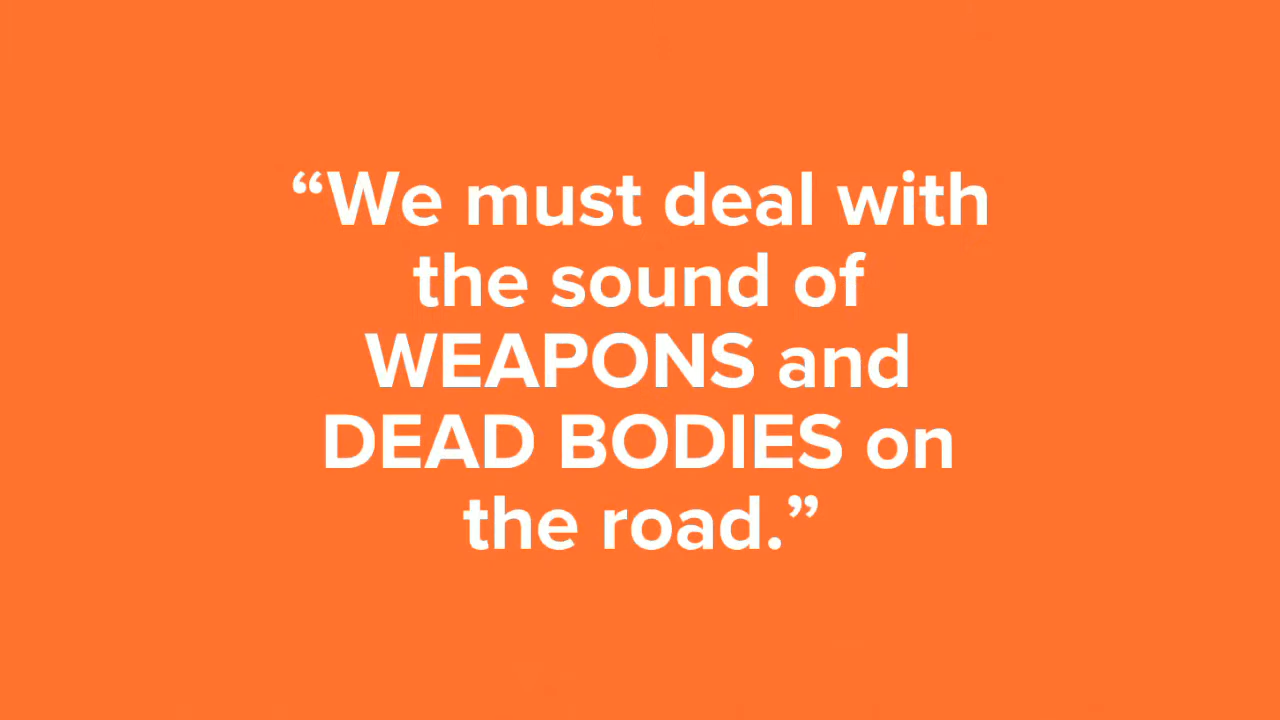 “We must deal with
the sound of
WEAPONS and
DEAD BODIES on
the road.”